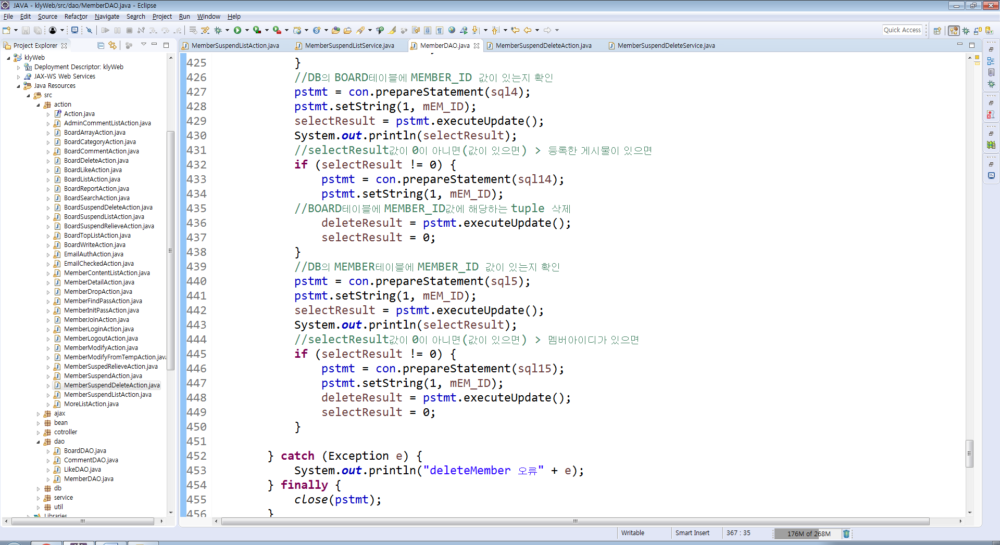 JAVA - klyWeb/src/dao/MemberDAO.java - Eclipse
File Edit Source Refactor Navigate Search Project Run Window Help
Quick Access
Project Explorer
MemberSuspendListAction.java MemberSuspendListService.java MemberDAO.java MemberSuspendDeleteAction.java MemberSuspendDeleteService.java
klyWeb
Deployment Descriptor: klyWeb
JAX-WS Web Services
Java Resources
src
action
Action.java
AdminCommentListAction.java
BoardArrayAction.java
BoardCategoryAction.java
BoardCommentAction.java
BoardDeleteAction.java
BoardLikeAction.java
BoardListAction.java
BoardReportAction.java
BoardSearchAction.java
BoardSuspendDeleteAction.java
BoardSuspendListAction.java
BoardSuspendRelieveAction.java
BoardTopListAction.java
BoardWriteAction.java
EmailAuthAction.java
EmailCheckedAction.java
MemberContentListAction.java
MemberDetailAction.java
MemberDropAction.java
MemberFindPassAction.java
MemberInitPassAction.java
MemberJoinAction.java
MemberLoginAction.java
MemberLogoutAction.java
MemberModifyAction.java
MemberModifyFromTempAction.java
MemberSuspedRelieveAction.java
MemberSuspendAction.java
MemberSuspendDeleteAction.java
MemberSuspendListAction.java
MoreListAction.java
ajax
bean
cotroller
dao
BoardDAO.java
CommentDAO.java
LikeDAO.java
MemberDAO.java
db
service
util
Libraries
425 }
426 //DB의 BOARD테이블에 MEMBER_ID 값이 있는지 확인
427 pstmt = con.prepareStatement(sql4);
428 pstmt.setString(1, mEM_ID);
429 selectResult = pstmt.executeUpdate();
430 System.out.println(selectResult);
431 //selectResult값이 0이 아니면(값이 있으면) > 등록한 게시물이 있으면
432 if (selectResult != 0) {
433 pstmt = con.prepareStatement(sql14);
434 pstmt.setString(1, mEM_ID);
435 //BOARD테이블에 MEMBER_ID값에 해당하는 tuple 삭제
436 deleteResult = pstmt.executeUpdate();
437 selectResult = 0;
438 }
439 //DB의 MEMBER테이블에 MEMBER_ID 값이 있는지 확인
440 pstmt = con.prepareStatement(sql5);
441 pstmt.setString(1, mEM_ID);
442 selectResult = pstmt.executeUpdate();
443 System.out.println(selectResult);
444 //selectResult값이 0이 아니면(값이 있으면) > 멤버아이디가 있으면
445 if (selectResult != 0) {
446 pstmt = con.prepareStatement(sql15);
447 pstmt.setString(1, mEM_ID);
448 deleteResult = pstmt.executeUpdate();
449 selectResult = 0;
450 }
451
452 } catch (Exception e) {
453 System.out.println("deleteMember 오류" + e);
454 } finally {
455 close(pstmt);
456 }
Writable Smart Insert 367 : 35 176M of 268M